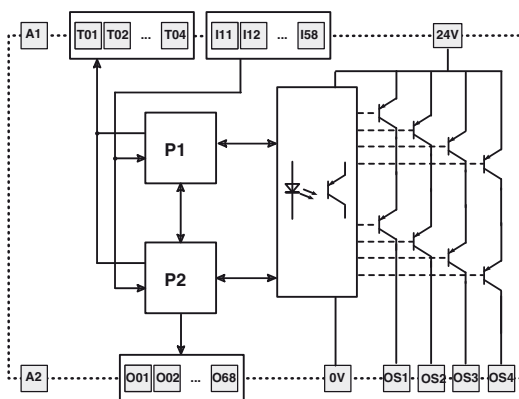 A1 T01 T02 ... T04 I11 I12 ... I58 24V
P1
P2
A2 O01 O02 ... O68 0V OS1 OS2 OS3 OS4